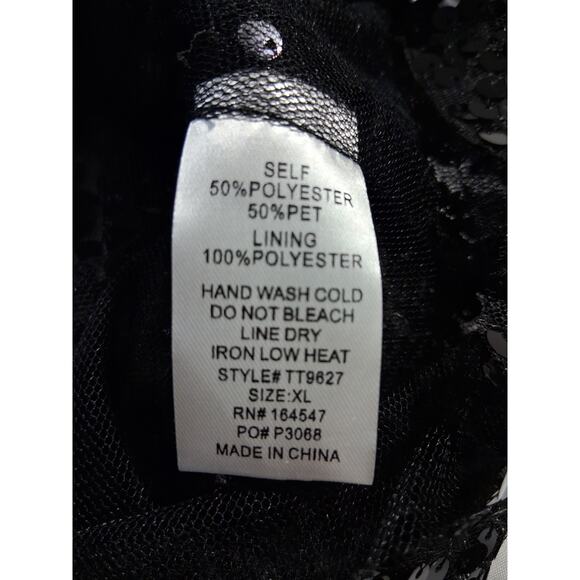 SELF
50%POLYESTER
50%PET
LINING
100%POLYESTER
HAND WASH COLD
DO NOT BLEACH
LINE DRY
IRON LOW HEAT
STYLE# TT9627
SIZE:XL
RN# 164547
PO# P3068
MADE IN CHINA